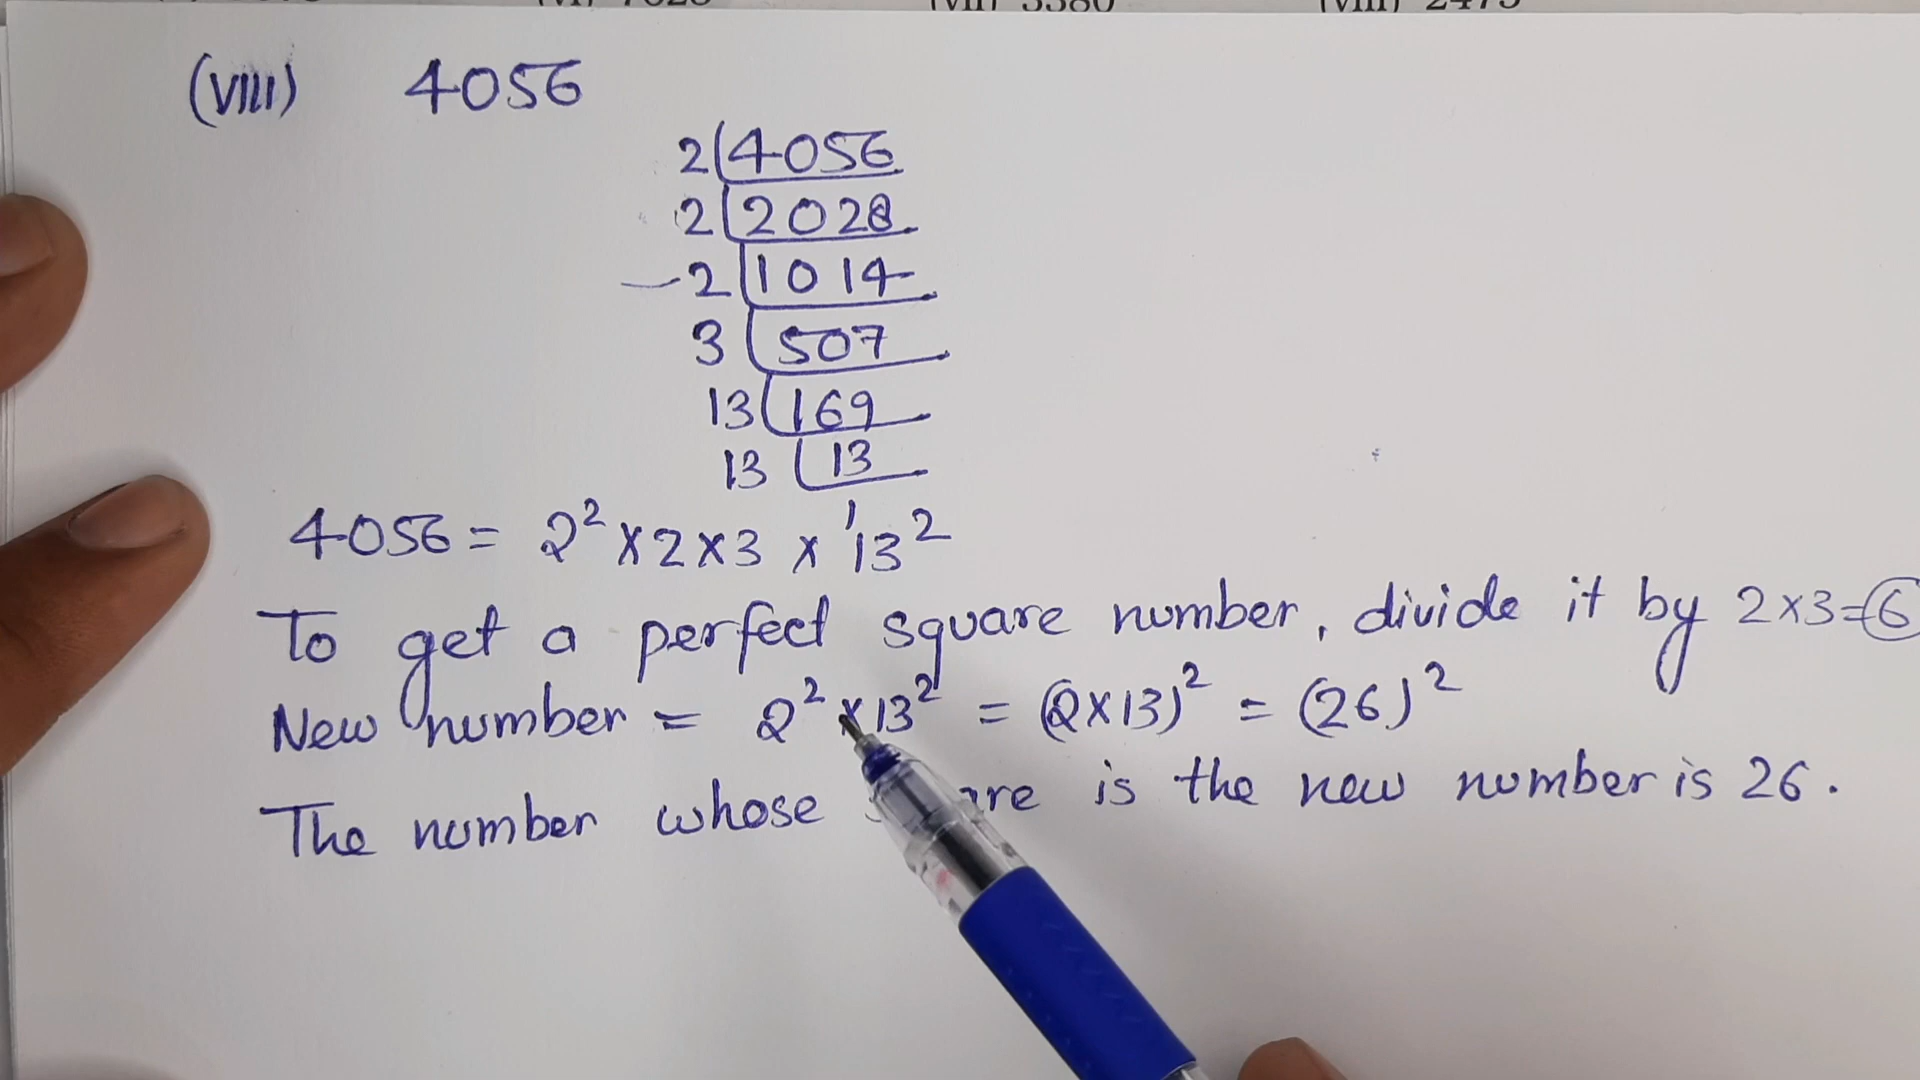 (VIII) 4056
2 4056
2 2028
2 1014
3 507
13 169
13 13
4056 = 2² × 2 × 3 × 13²
To get a perfect square number, divide it by 2×3=6
New number = 2² × 13² = (2×13)² = (26)²
The number whose is the new number is 26.